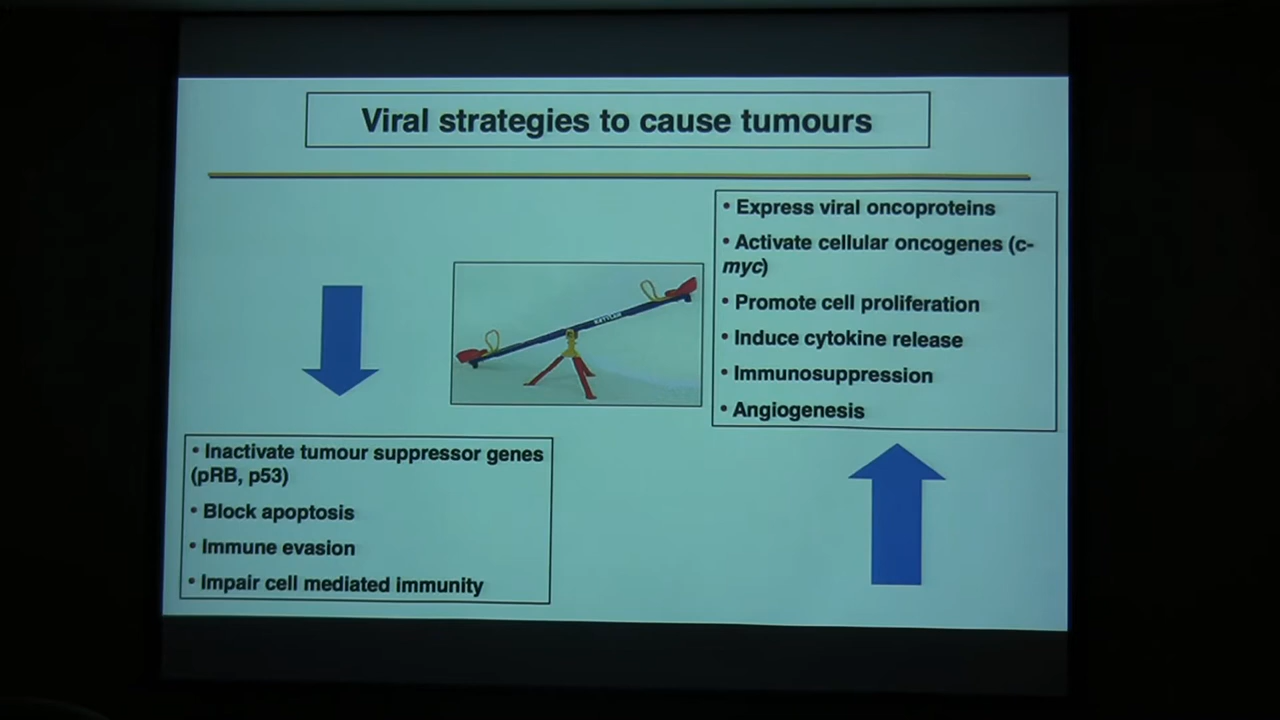 Viral strategies to cause tumours
• Express viral oncoproteins
• Activate cellular oncogenes (c-
myc)
• Promote cell proliferation
• Induce cytokine release
• Immunosuppression
• Angiogenesis
KETTLER
• Inactivate tumour suppressor genes
(pRB, p53)
• Block apoptosis
• Immune evasion
• Impair cell mediated immunity